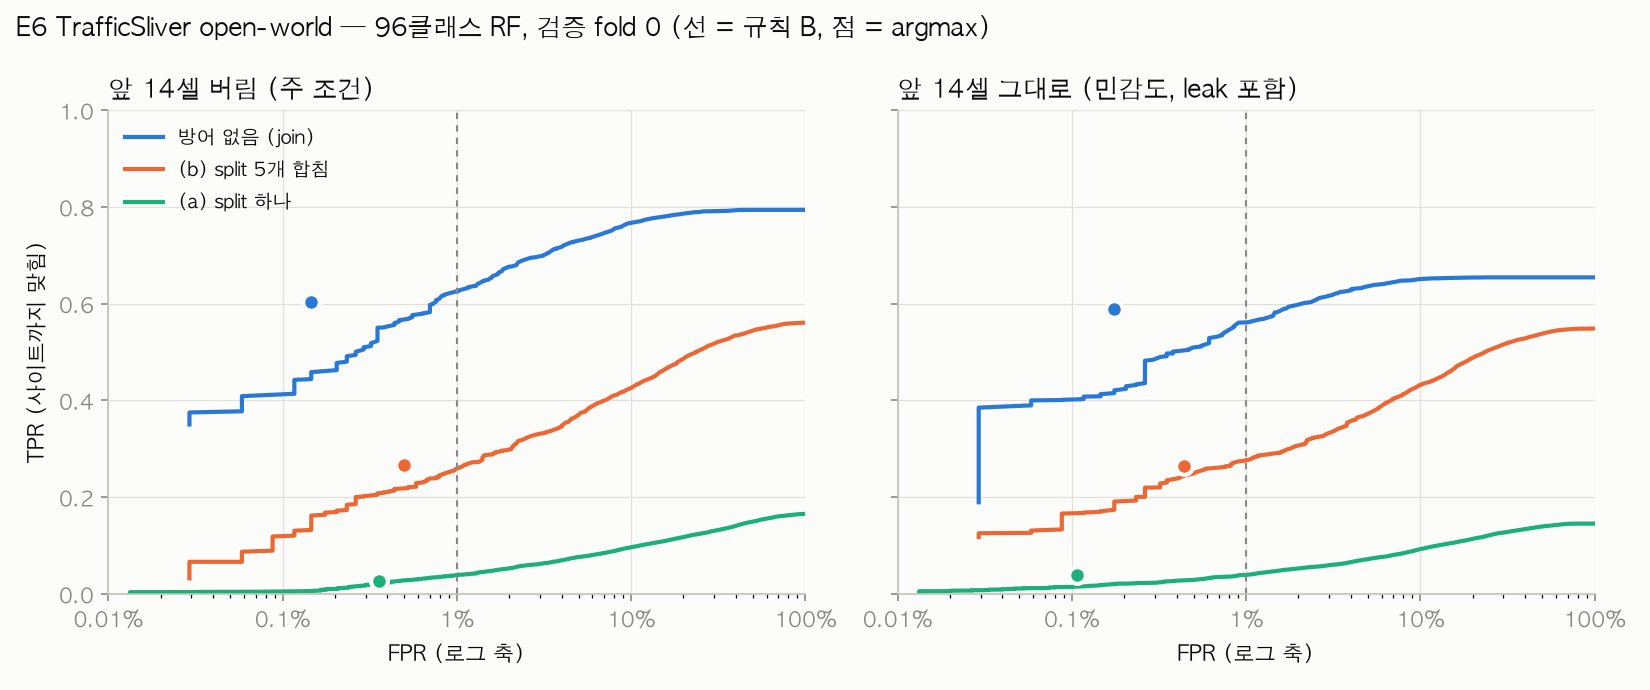 E6 TrafficSliver open-world — 96클래스 RF, 검증 fold 0 (선 = 규칙 B, 점 = argmax)
앞 14셀 버림 (주 조건)
앞 14셀 그대로 (민감도, leak 포함)
방어 없음 (join)
(b) split 5개 합침
(a) split 하나
TPR (사이트까지 맞힘)
1.0
0.8
0.6
0.4
0.2
0.0
0.01%
0.1%
1%
10%
100%
0.01%
0.1%
1%
10%
100%
FPR (로그 축)
FPR (로그 축)